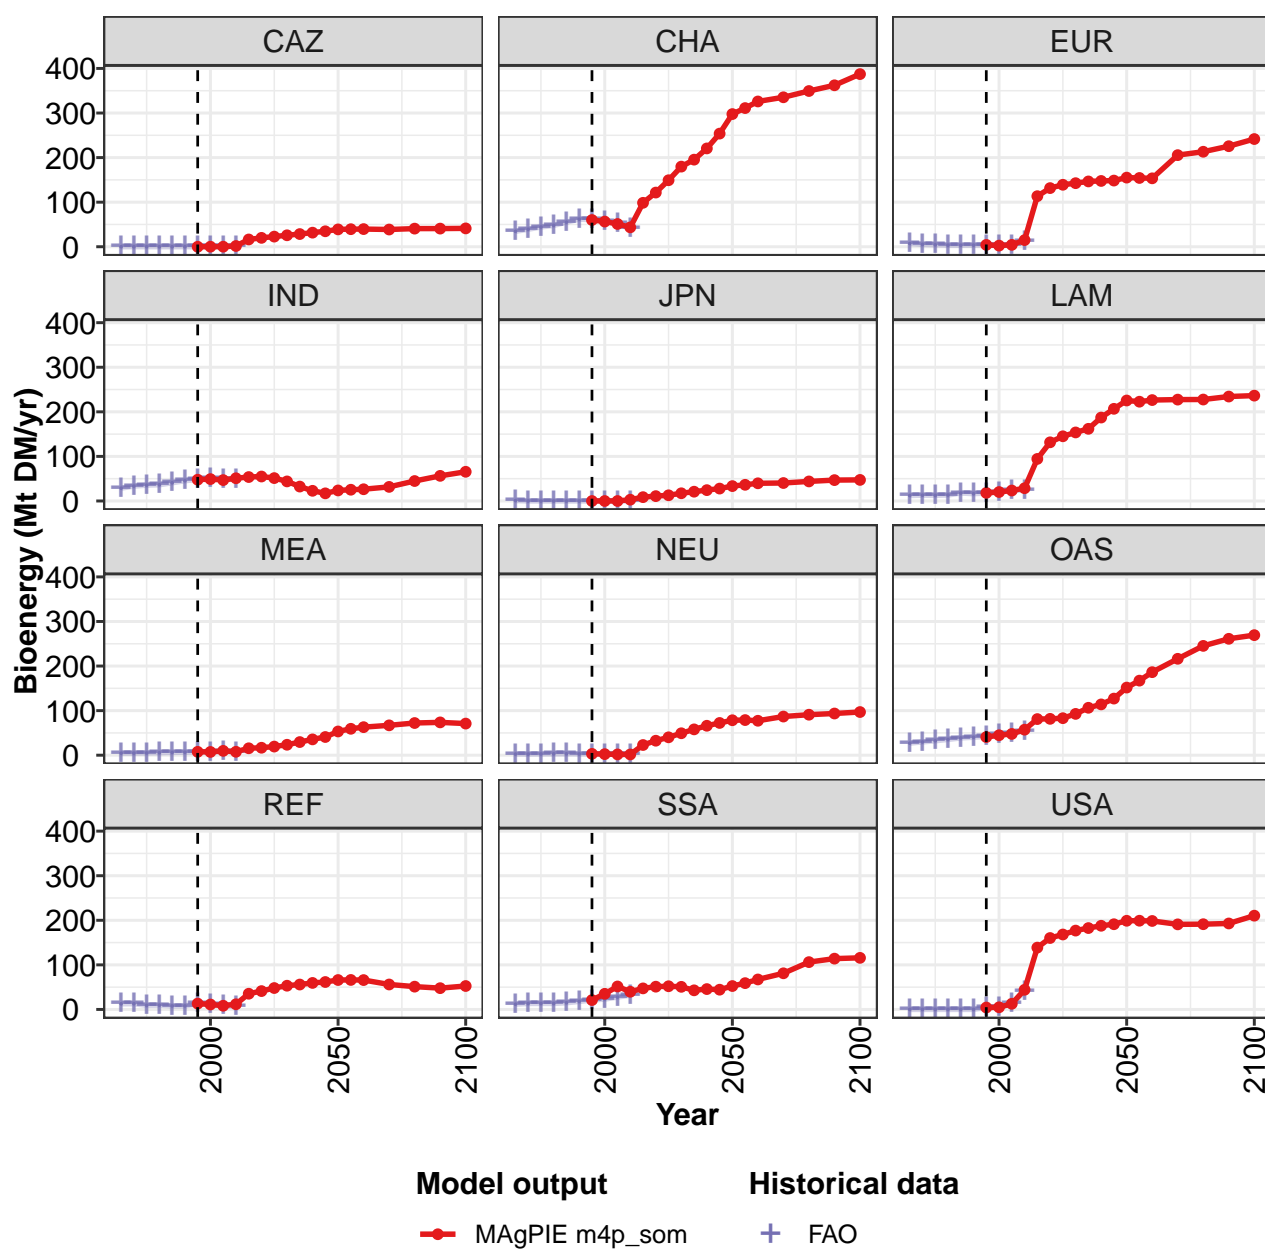 CAZ CHA EUR
400
300
200
100
0
IND JPN LAM
400
300
200
100
0
MEA NEU OAS
400
300
200
100
0
REF SSA USA
400
300
200
100
0
2000 2050 2100 2000 2050 2100 2000 2050 2100
Bioenergy (Mt DM/yr)
Year
Model output Historical data
MAgPIE m4p_som FAO